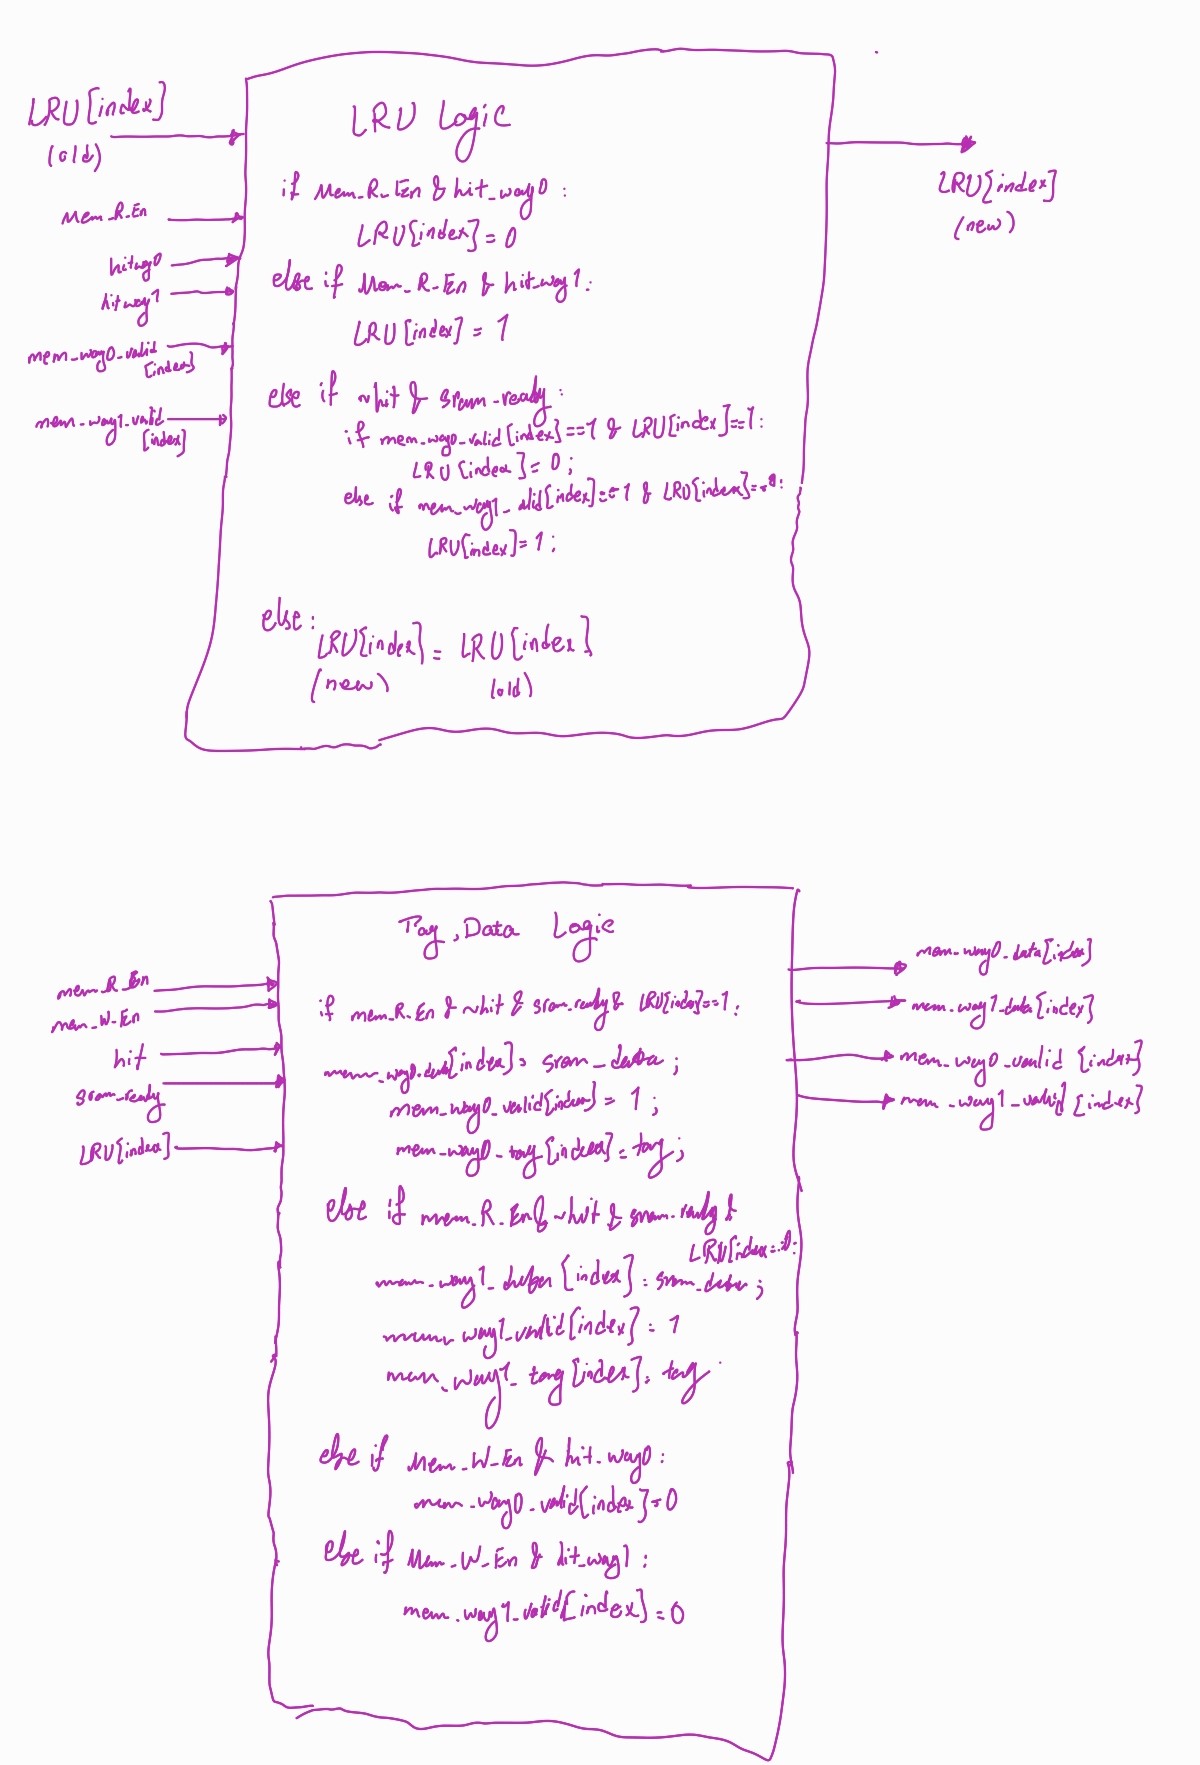 LRU[index]
(old)
Mem_R_En
hitway0
hitway1
mem_way0_valid
[index]
mem_way1_valid
[index]
LRU Logic
if Mem_R_En & hit_way0 :
LRU[index] = 0
else if Mem_R_En & hit_way1 :
LRU[index] = 1
else if ~hit & sram_ready :
if mem_way0_valid[index]==1 & LRU[index]==1 :
LRU[index] = 0 ;
else if mem_way1_valid[index]==1 & LRU[index]==0 :
LRU[index] = 1 ;
else :
LRU[index] = LRU[index]
(new) (old)
LRU[index]
(new)
mem_R_En
mem_W_En
hit
sram_ready
LRU[index]
Tag, Data Logic
if mem_R_En & ~hit & sram_ready & LRU[index]==1 :
mem_way0_data[index] = sram_data ;
mem_way0_valid[index] = 1 ;
mem_way0_tag[index] = tag ;
else if mem_R_En & ~hit & sram_ready &
LRU[index==0 :
mem_way1_data[index] = sram_data ;
mem_way1_valid[index] = 1
mem_way1_tag[index] = tag
else if Mem_W_En & hit_way0 :
mem_way0_valid[index] = 0
else if Mem_W_En & hit_way1 :
mem_way1_valid[index] = 0
mem_way0_data[index]
mem_way1_data[index]
mem_way0_valid[index]
mem_way1_valid[index]